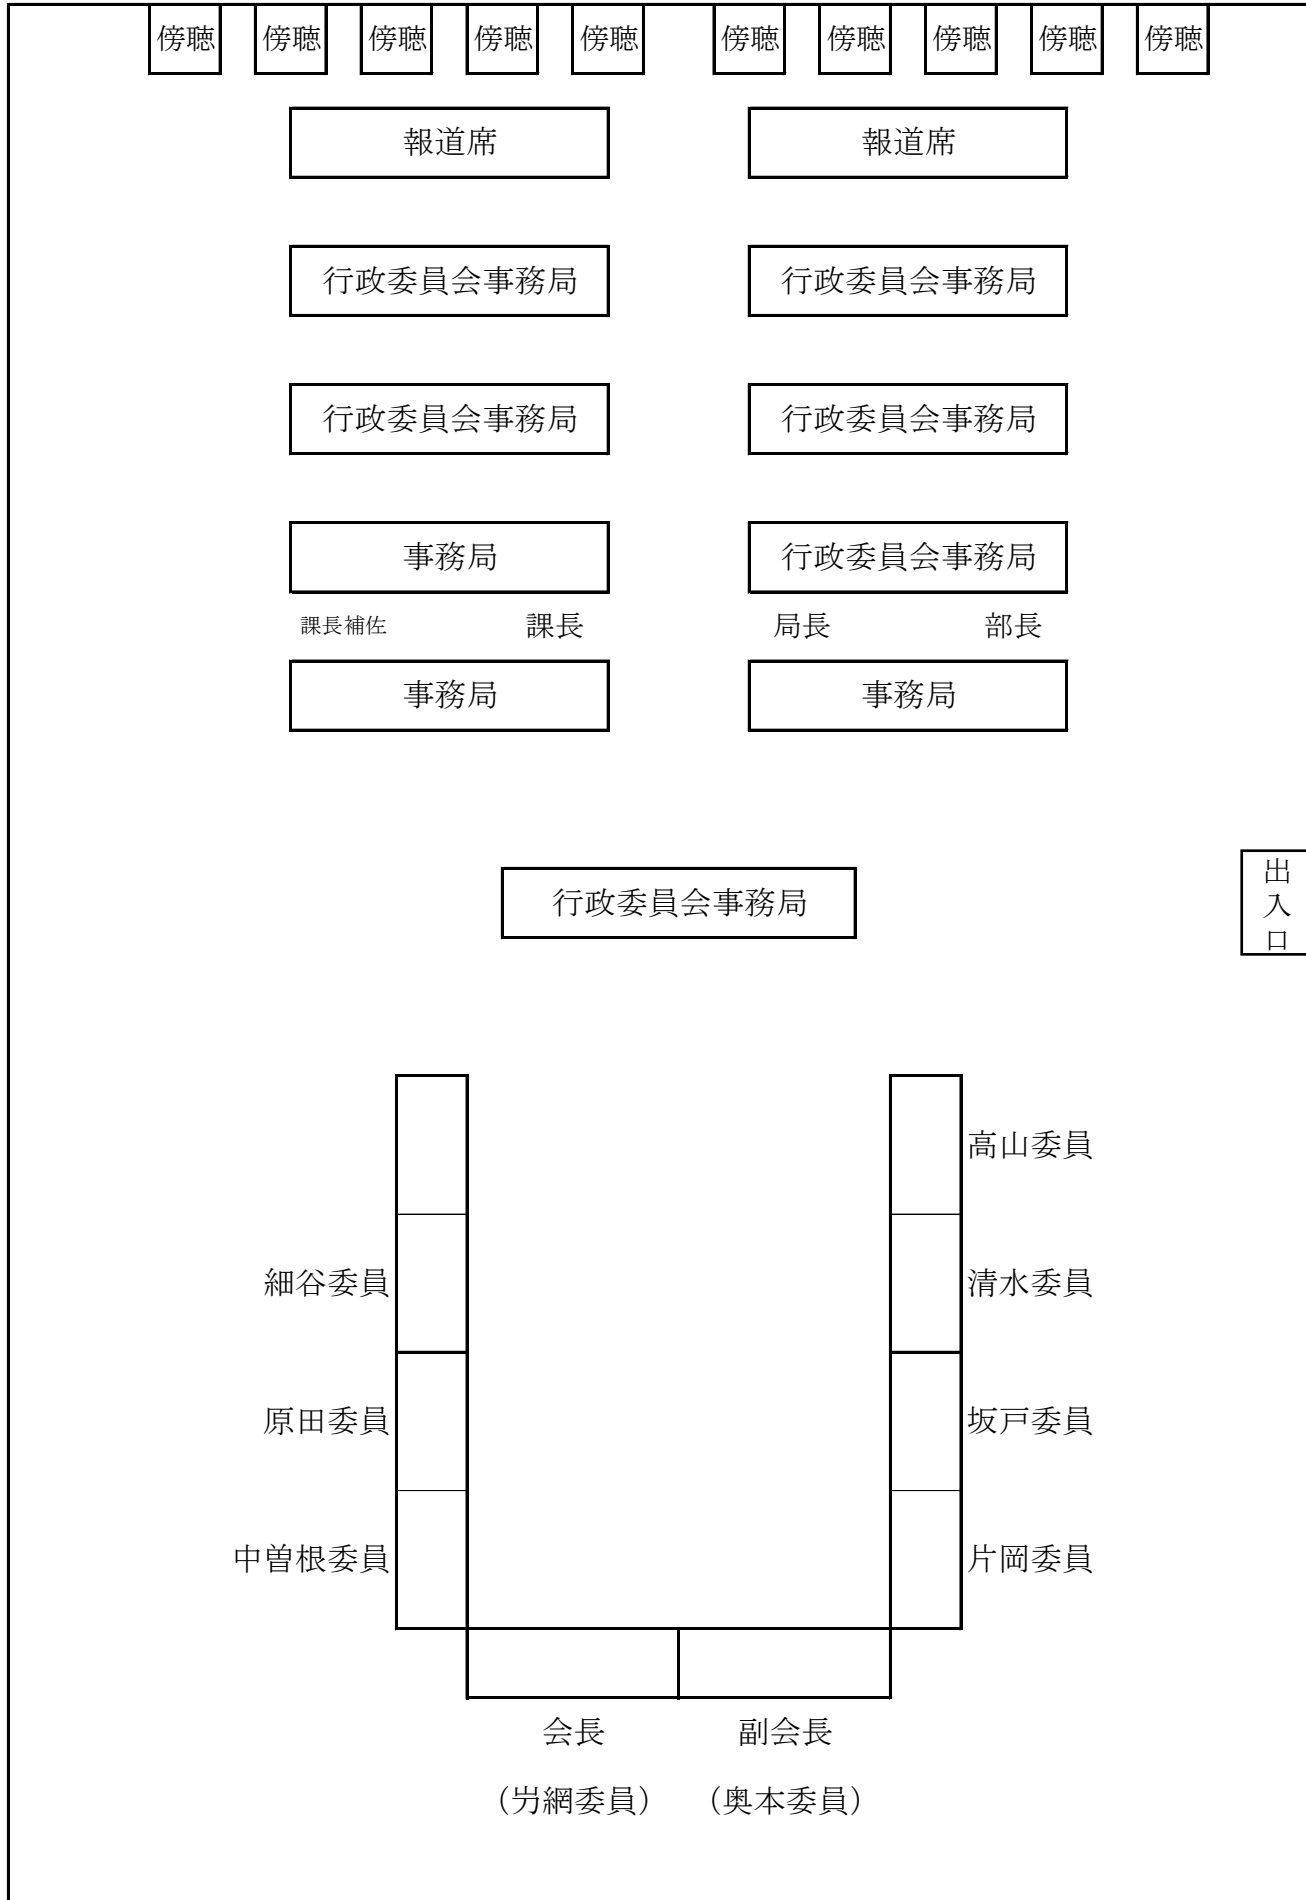 傍聴 傍聴 傍聴 傍聴 傍聴 傍聴 傍聴 傍聴 傍聴 傍聴
報道席 報道席
行政委員会事務局 行政委員会事務局
行政委員会事務局 行政委員会事務局
事務局 行政委員会事務局
課長補佐 課長 局長 部長
事務局 事務局
行政委員会事務局
出入口
高山委員
細谷委員 清水委員
原田委員 坂戸委員
中曽根委員 片岡委員
会長 副会長
（屶網委員） （奥本委員）